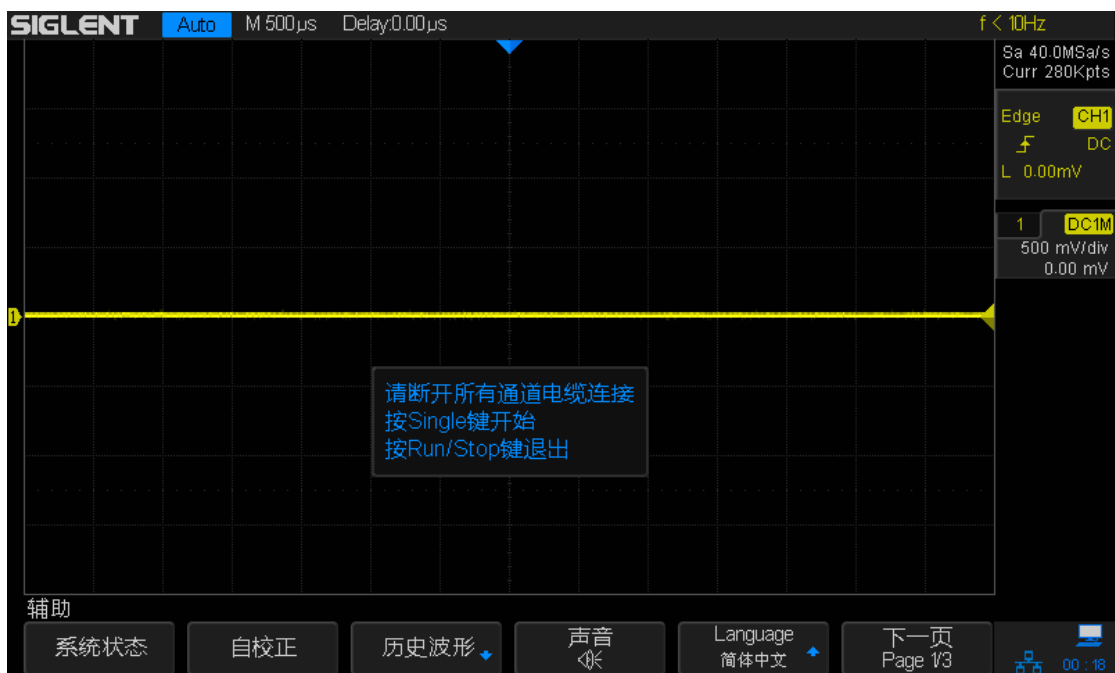 SIGLENT Auto M 500μs Delay:0.00μs f < 10Hz
Sa 40.0MSa/s
Curr 280Kpts
Edge CH1
DC
L 0.00mV
1 DC1M
500 mV/div
0.00 mV
1
请断开所有通道电缆连接
按Single键开始
按Run/Stop键退出
辅助
系统状态
自校正
历史波形
声音
Language
简体中文
下一页
Page 1/3
00 : 18